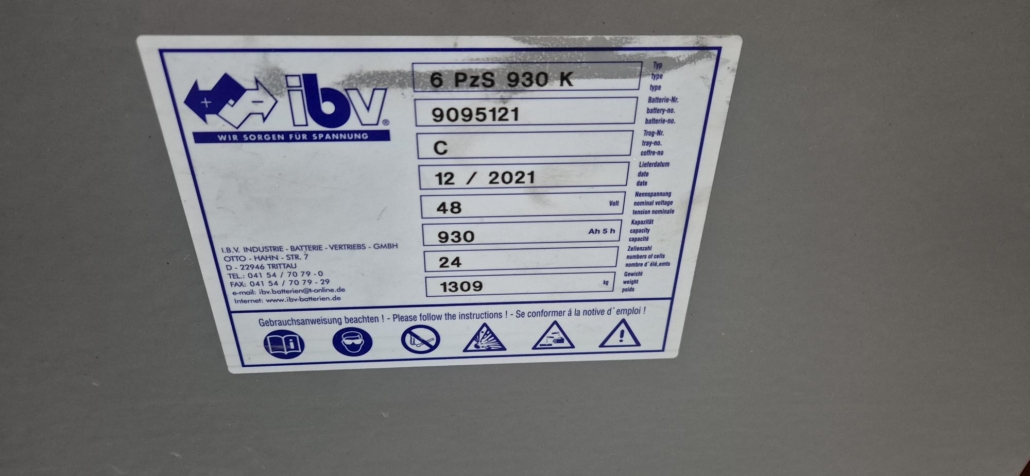 ibv®
WIR SORGEN FÜR SPANNUNG
6 PzS 930 K
Typ
type
type
9095121
Batterie-Nr.
battery-no.
batterie-no.
C
Trog-Nr.
tray-no.
coffre-no
12 / 2021
Lieferdatum
date
date
48 Volt
Nennspannung
nominal voltage
tension nominale
930 Ah 5 h
Kapazität
capacity
capacité
24
Zellenzahl
numbers of cells
nombre d'élé,
1309 kg
Gewicht
weight
poids
I.B.V. INDUSTRIE - BATTERIE - VERTRIEBS - GMBH
OTTO - HAHN - STR. 7
D - 22946 TRITTAU
TEL.: 041 54 / 70 79 - 0
FAX: 041 54 / 70 79 - 29
e-mail: ibv.batterien@t-online.de
Internet: www.ibv-batterien.de
Gebrauchsanweisung beachten ! - Please follow the instructions ! - Se conformer á la notive d' emploi !